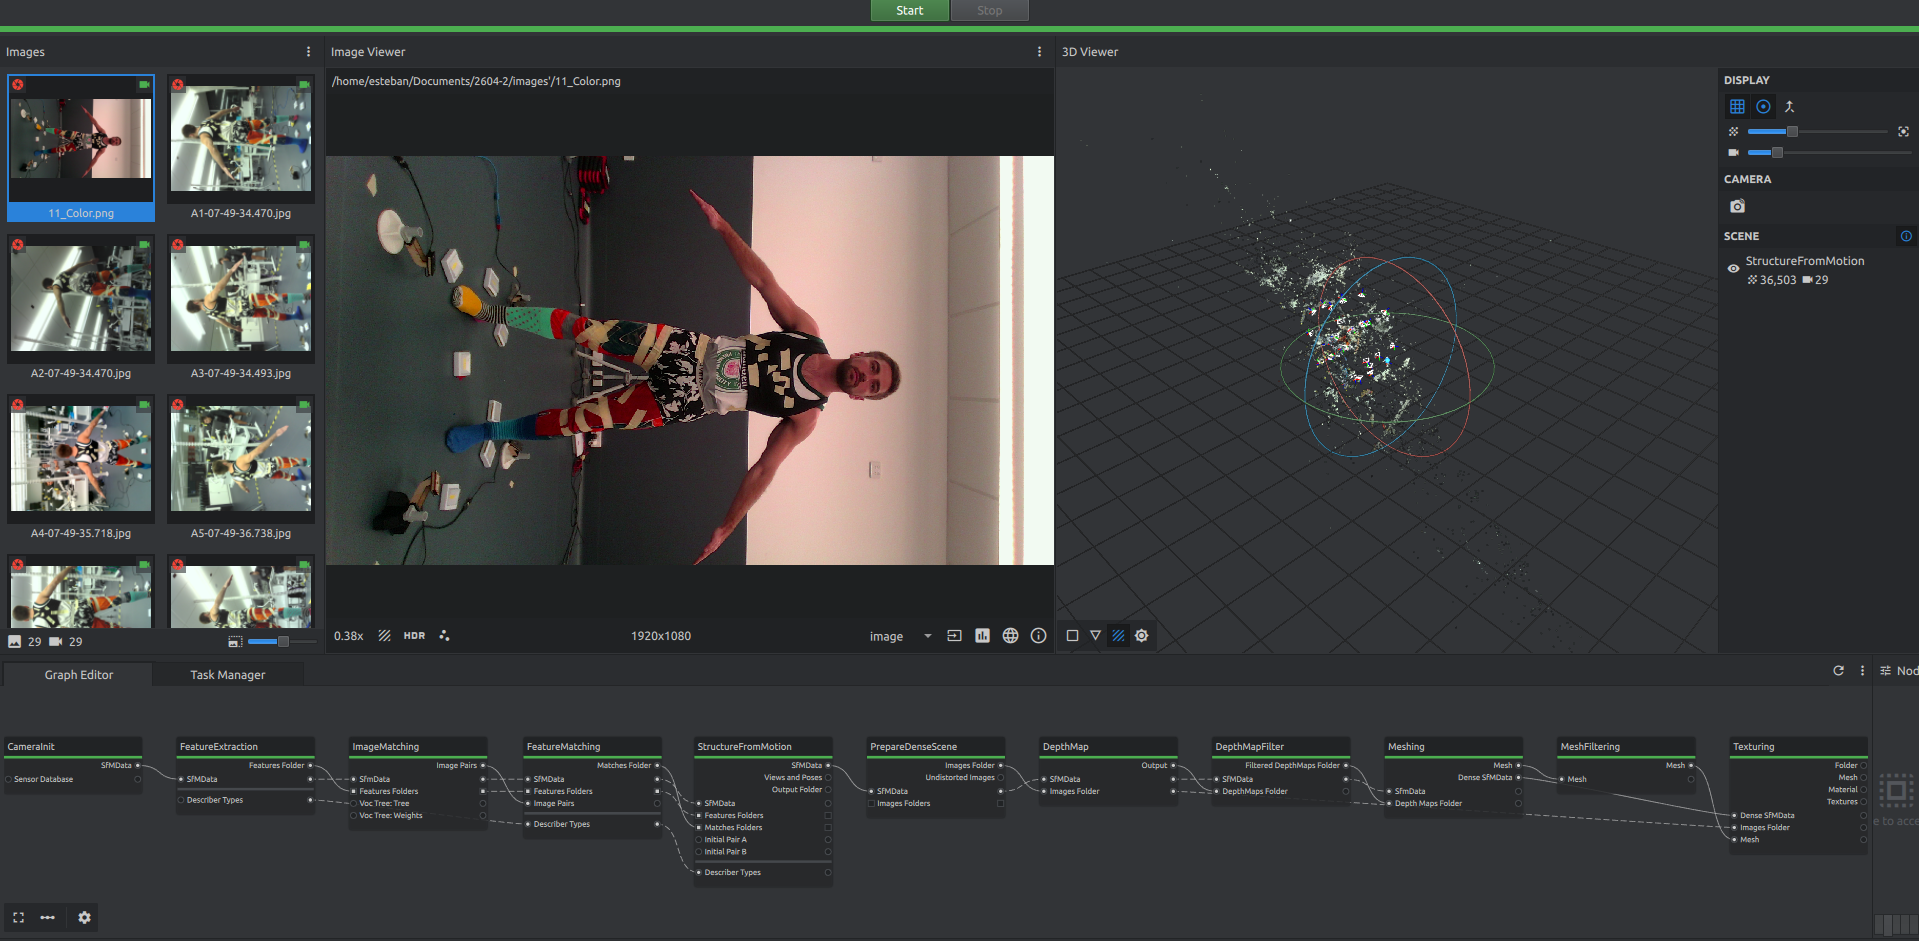 Start
Stop
Images
Image Viewer
3D Viewer
/home/esteban/Documents/2604-2/images'/11_Color.png
11_Color.png
A1-07-49-34.470.jpg
A2-07-49-34.470.jpg
A3-07-49-34.493.jpg
A4-07-49-35.718.jpg
A5-07-49-36.738.jpg
29
29
0.38x
HDR
1920x1080
image
DISPLAY
CAMERA
SCENE
StructureFromMotion
36,503
29
Graph Editor
Task Manager
Nod
CameraInit
SfMData
Sensor Database
FeatureExtraction
Features Folder
SfMData
Describer Types
ImageMatching
Image Pairs
SfmData
Features Folders
Voc Tree: Tree
Voc Tree: Weights
FeatureMatching
Matches Folder
SfMData
Features Folders
Image Pairs
Describer Types
StructureFromMotion
SfMData
Views and Poses
Output Folder
SfMData
Features Folders
Matches Folders
Initial Pair A
Initial Pair B
Describer Types
PrepareDenseScene
Images Folder
Undistorted Images
SfMData
Images Folders
DepthMap
Output
SfMData
Images Folder
DepthMapFilter
Filtered DepthMaps Folder
SfMData
DepthMaps Folder
Meshing
Mesh
Dense SfMData
SfmData
Depth Maps Folder
MeshFiltering
Mesh
Mesh
Texturing
Folder
Mesh
Material
Textures
Dense SfMData
Images Folder
Mesh
e to acce